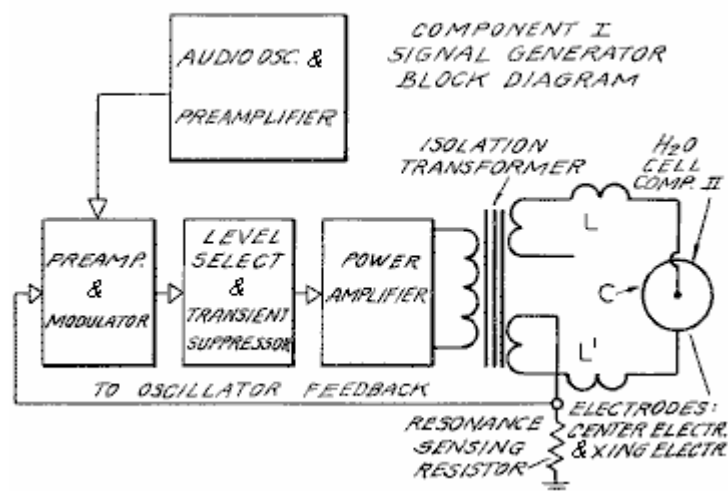 COMPONENT I
SIGNAL GENERATOR
BLOCK DIAGRAM
AUDIO OSC. &
PREAMPLIFIER
ISOLATION
TRANSFORMER
H2O
CELL
COMP. II
PREAMP.
&
MODULATOR
LEVEL
SELECT
&
TRANSIENT
SUPPRESSOR
POWER
AMPLIFIER
L
C
L'
TO OSCILLATOR FEEDBACK
RESONANCE
SENSING
RESISTOR
ELECTRODES:
CENTER ELECTR.
& XING ELECTR.